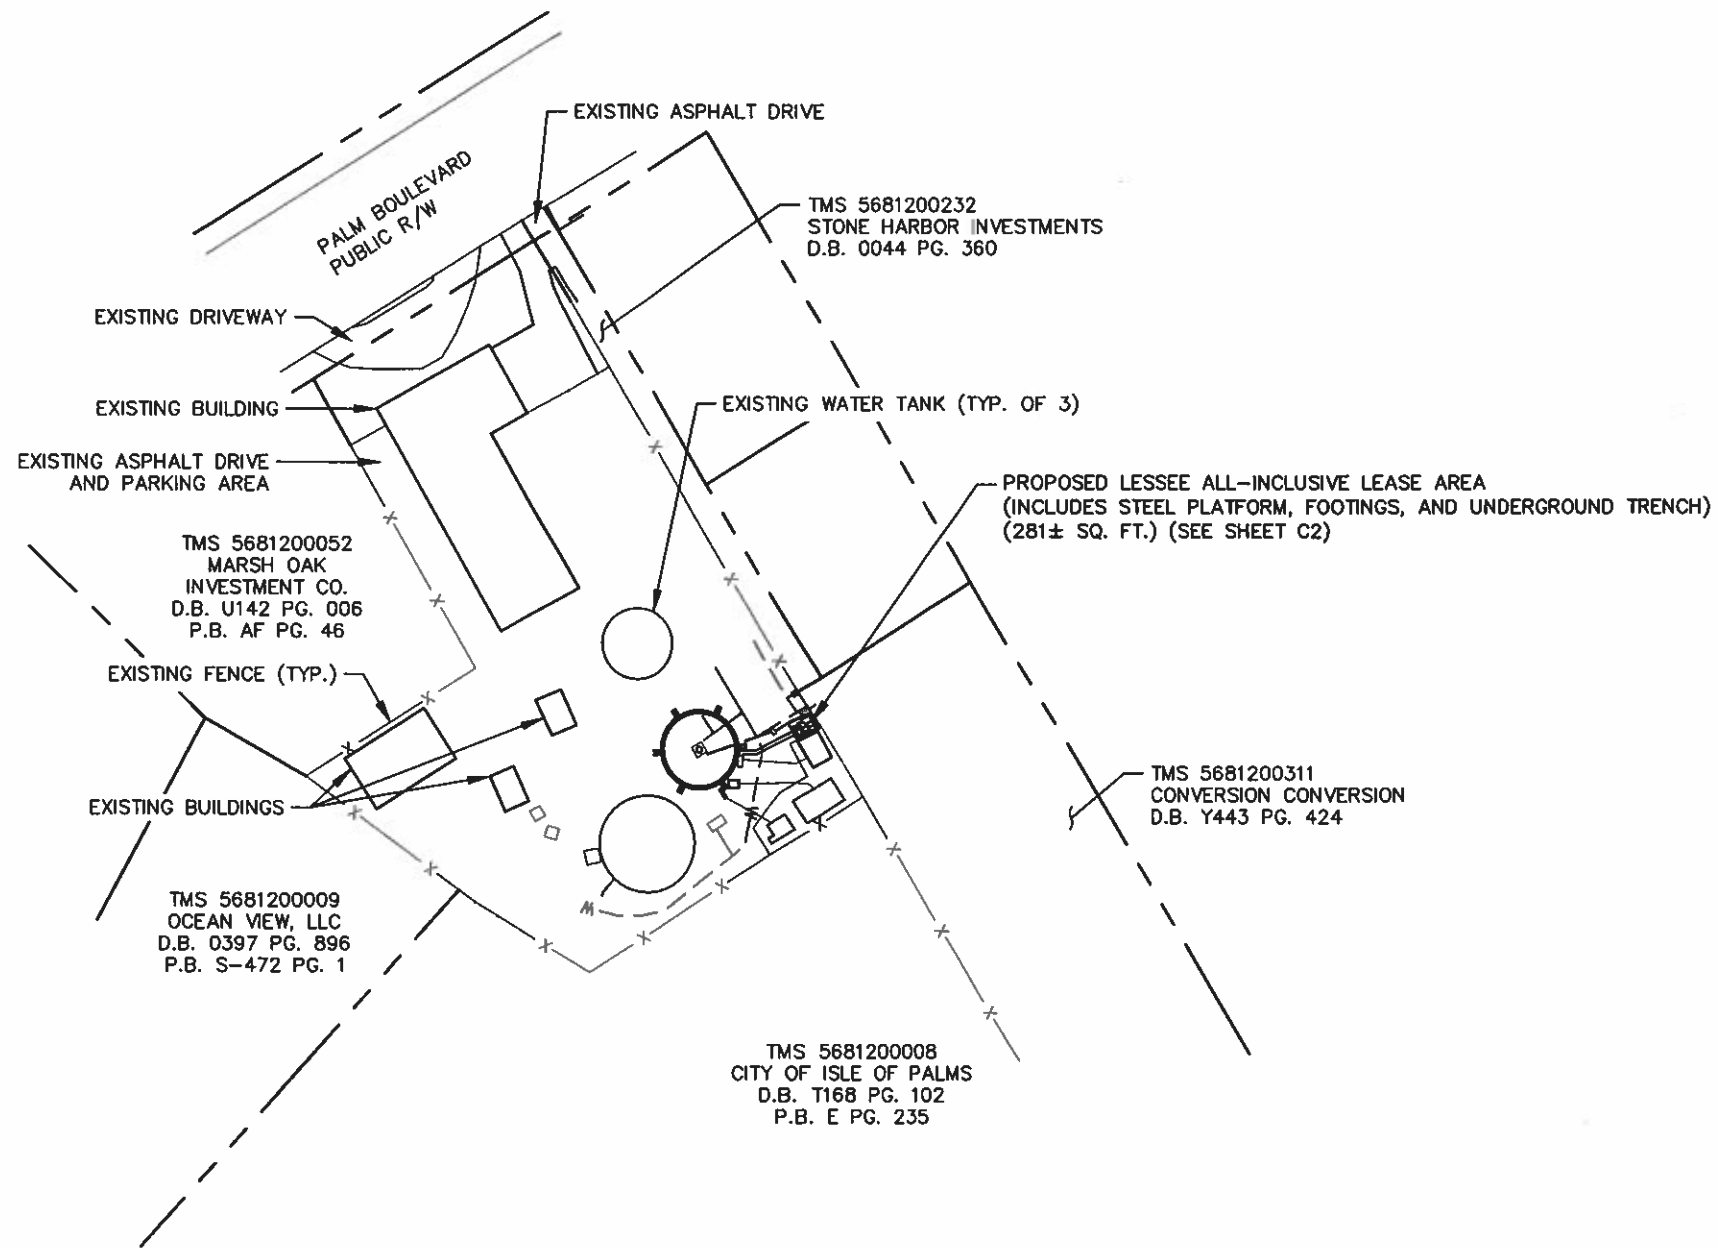 EXISTING ASPHALT DRIVE
PALM BOULEVARD
PUBLIC R/W
TMS 5681200232
STONE HARBOR INVESTMENTS
D.B. 0044 PG. 360
EXISTING DRIVEWAY
EXISTING BUILDING
EXISTING WATER TANK (TYP. OF 3)
EXISTING ASPHALT DRIVE
AND PARKING AREA
PROPOSED LESSEE ALL-INCLUSIVE LEASE AREA
(INCLUDES STEEL PLATFORM, FOOTINGS, AND UNDERGROUND TRENCH)
(281± SQ. FT.) (SEE SHEET C2)
TMS 5681200052
MARSH OAK
INVESTMENT CO.
D.B. U142 PG. 006
P.B. AF PG. 46
EXISTING FENCE (TYP.)
EXISTING BUILDINGS
TMS 5681200311
CONVERSION CONVERSION
D.B. Y443 PG. 424
TMS 5681200009
OCEAN VIEW, LLC
D.B. 0397 PG. 896
P.B. S-472 PG. 1
W
W
TMS 5681200008
CITY OF ISLE OF PALMS
D.B. T168 PG. 102
P.B. E PG. 235